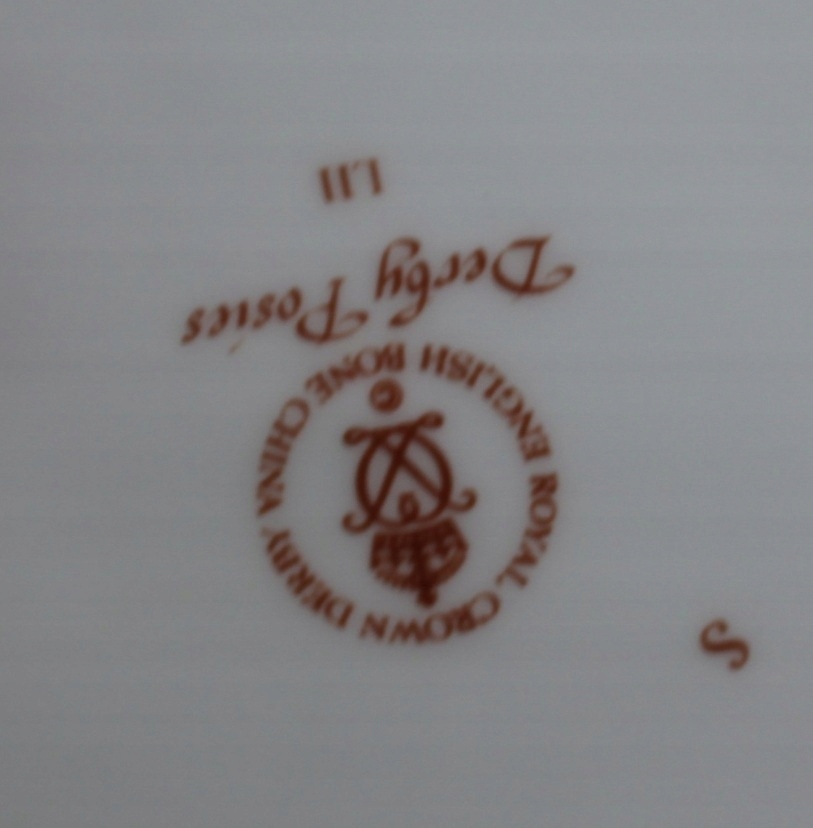 ROYAL CROWN DERBY
ENGLISH BONE CHINA
©
Derby Posies
LII
S